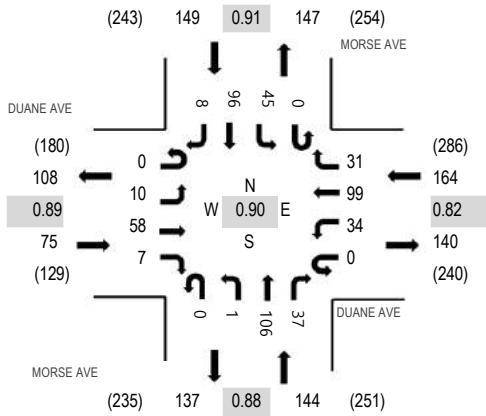 (243) 149 0.91 147 (254)
MORSE AVE
DUANE AVE
8 96 45 0
(180) (286)
0 31
108 164
10 99
N
0.89 W 0.90 E 0.82
58 34
S
75 140
7 0
(129) (240)
0 1 106 37
DUANE AVE
MORSE AVE
(235) 137 0.88 144 (251)